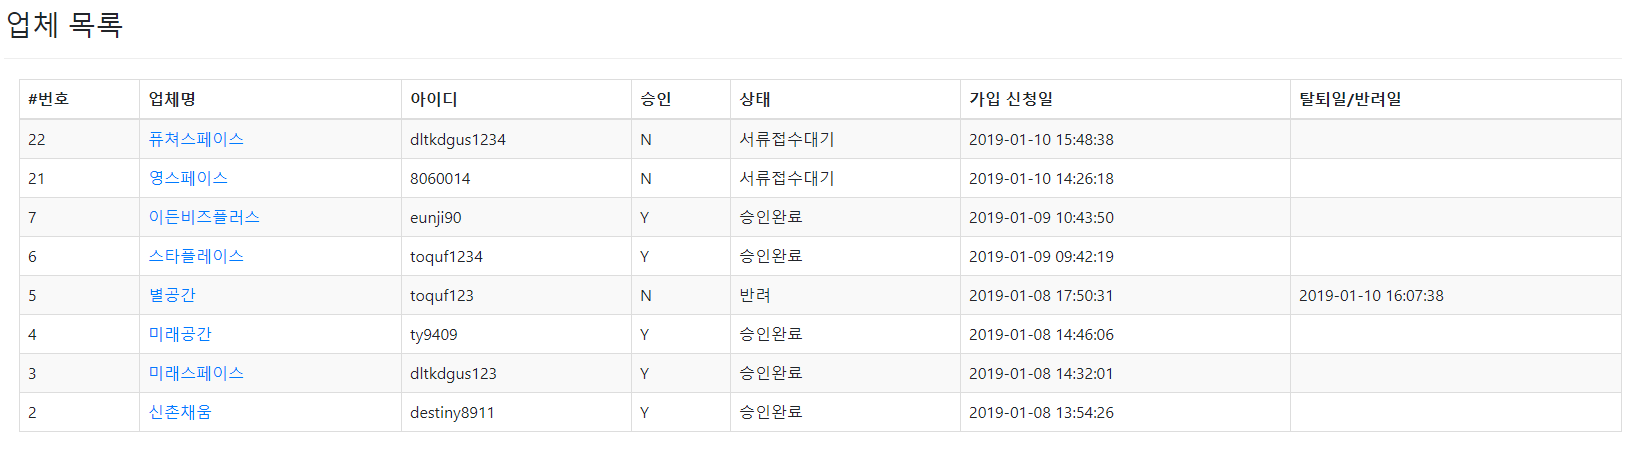 업체 목록
#번호 업체명 아이디 승인 상태 가입 신청일 탈퇴일/반려일
22 퓨쳐스페이스 dltkdgus1234 N 서류접수대기 2019-01-10 15:48:38
21 영스페이스 8060014 N 서류접수대기 2019-01-10 14:26:18
7 이든비즈플러스 eunji90 Y 승인완료 2019-01-09 10:43:50
6 스타플레이스 toquf1234 Y 승인완료 2019-01-09 09:42:19
5 별공간 toquf123 N 반려 2019-01-08 17:50:31 2019-01-10 16:07:38
4 미래공간 ty9409 Y 승인완료 2019-01-08 14:46:06
3 미래스페이스 dltkdgus123 Y 승인완료 2019-01-08 14:32:01
2 신촌채움 destiny8911 Y 승인완료 2019-01-08 13:54:26